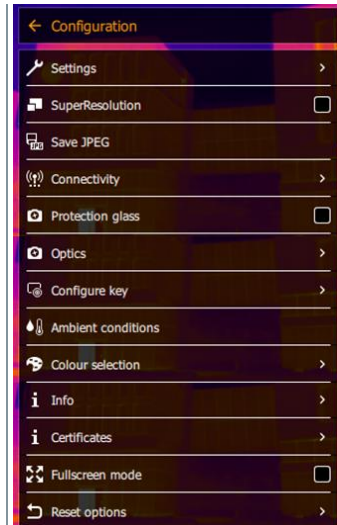 Configuration
Settings
SuperResolution
JPG
Save JPEG
Connectivity
Protection glass
Optics
Configure key
Ambient conditions
Colour selection
Info
Certificates
Fullscreen mode
Reset options